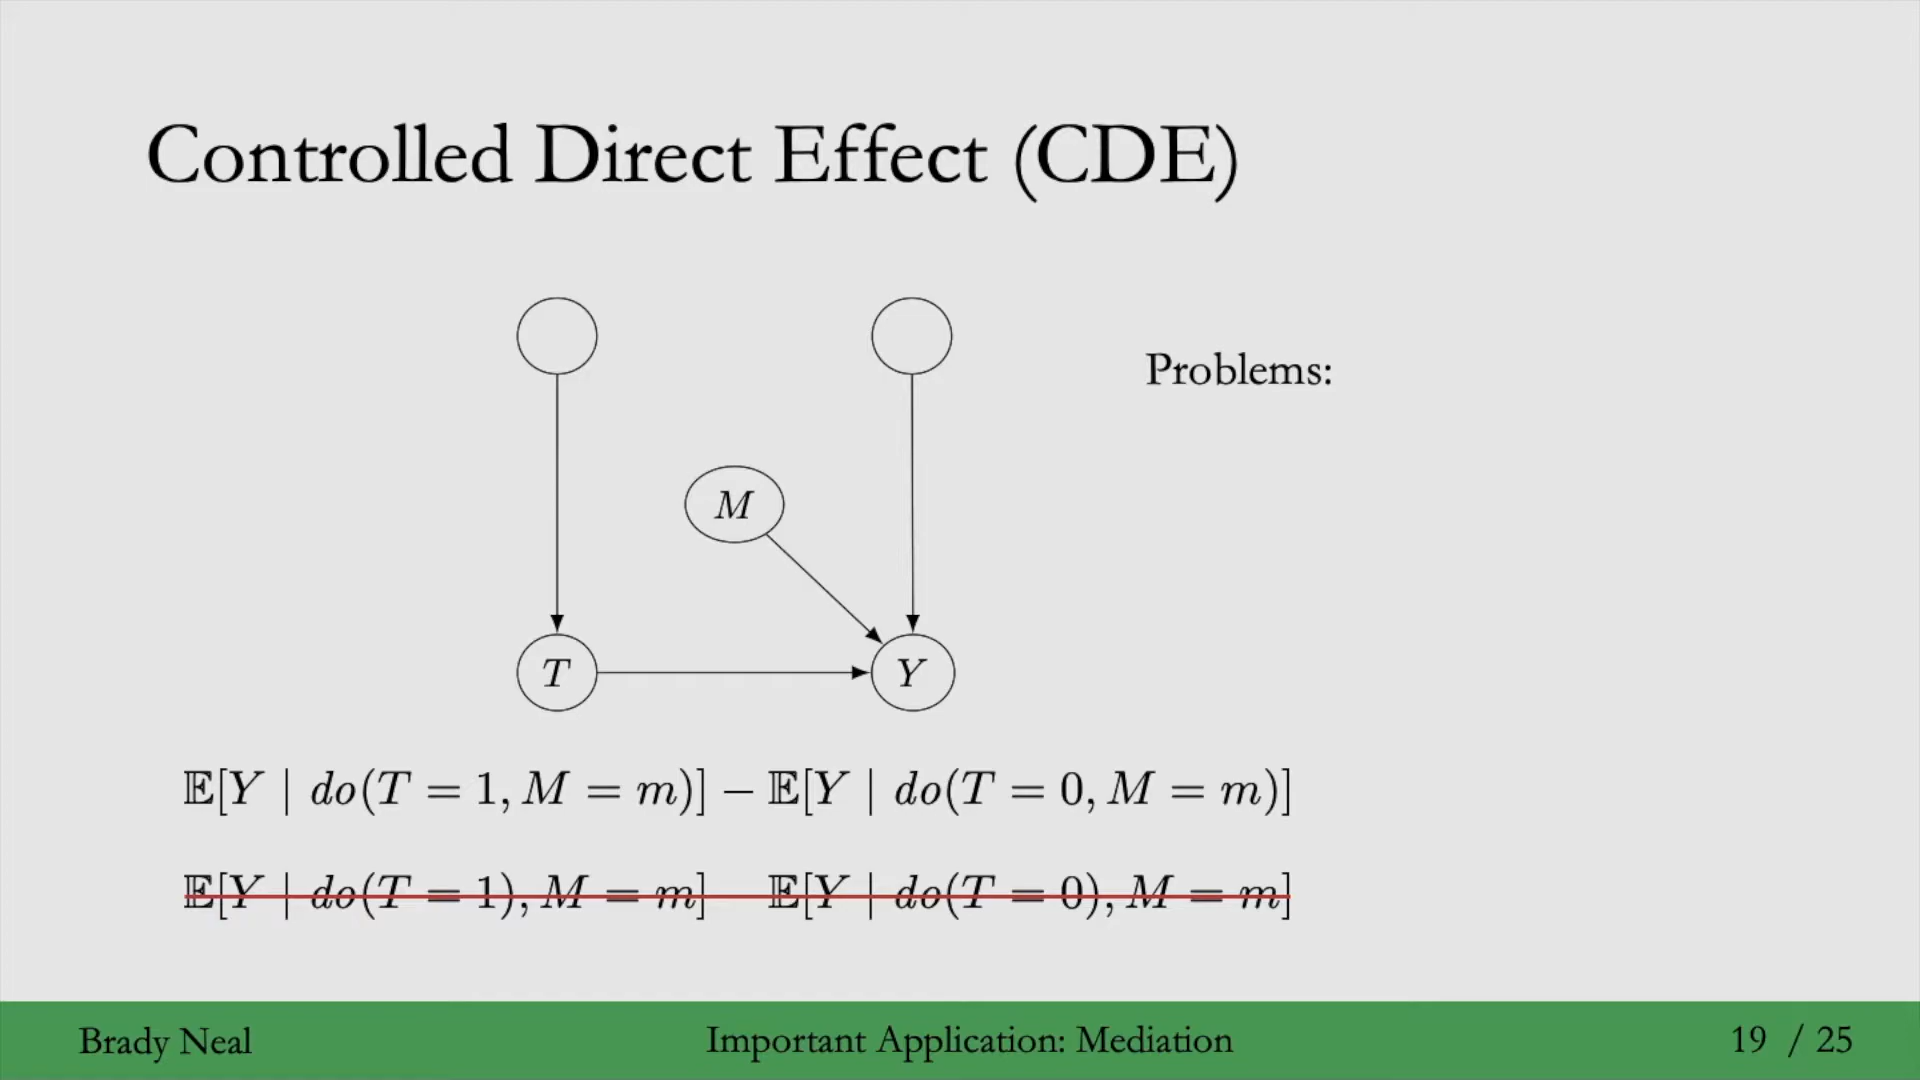 Controlled Direct Effect (CDE)
Problems:
M
T
Y
𝔼[Y | do(T = 1, M = m)] − 𝔼[Y | do(T = 0, M = m)]
𝔼[Y | do(T = 1), M = m] − 𝔼[Y | do(T = 0), M = m]
Brady Neal
Important Application: Mediation
19 / 25